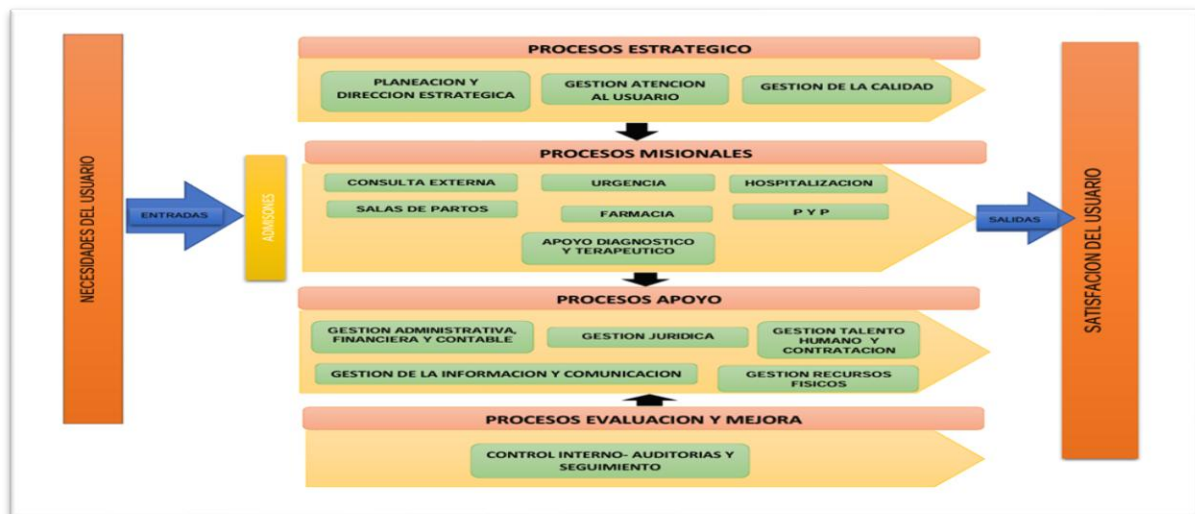 PROCESOS ESTRATEGICO
PLANEACION Y
DIRECCION ESTRATEGICA
GESTION ATENCION
AL USUARIO
GESTION DE LA CALIDAD
NECESIDADES DEL USUARIO
ENTRADAS
ADMISONES
PROCESOS MISIONALES
CONSULTA EXTERNA
URGENCIA
HOSPITALIZACION
SALAS DE PARTOS
FARMACIA
P Y P
APOYO DIAGNOSTICO
Y TERAPEUTICO
SALIDAS
SATISFACION DEL USUARIO
PROCESOS APOYO
GESTION ADMINISTRATIVA,
FINANCIERA Y CONTABLE
GESTION JURIDICA
GESTION TALENTO
HUMANO Y
CONTRATACION
GESTION DE LA INFORMACION Y COMUNICACION
GESTION RECURSOS
FISICOS
PROCESOS EVALUACION Y MEJORA
CONTROL INTERNO- AUDITORIAS Y
SEGUIMIENTO